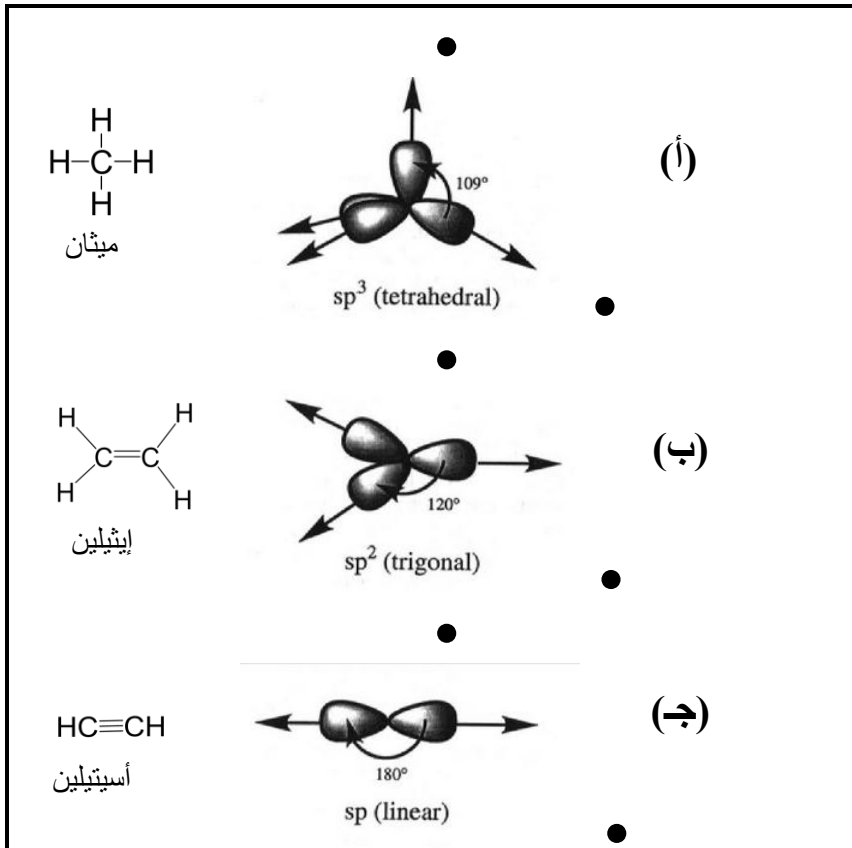 (أ)
H
H–C–H
H
ميثان
109°
sp³ (tetrahedral)
(ب)
H H
C=C
H H
إيثيلين
120°
sp² (trigonal)
(جـ)
HC≡CH
أسيتيلين
180°
sp (linear)